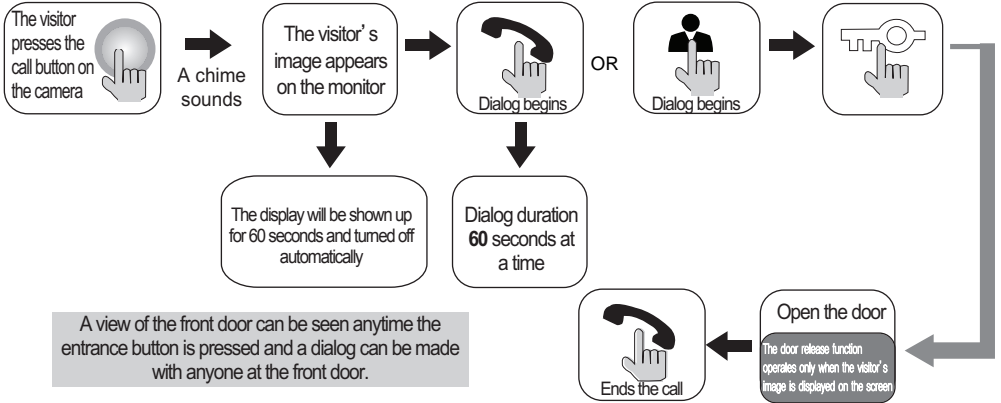 The visitor
presses the
call button on
the camera
A chime
sounds
The visitor's
image appears
on the monitor
Dialog begins
OR
Dialog begins
The display will be shown up
for 60 seconds and turned off
automatically
Dialog duration
60 seconds at
a time
A view of the front door can be seen anytime the
entrance button is pressed and a dialog can be made
with anyone at the front door.
Ends the call
Open the door
The door release function
operates only when the visitor's
image is displayed on the screen